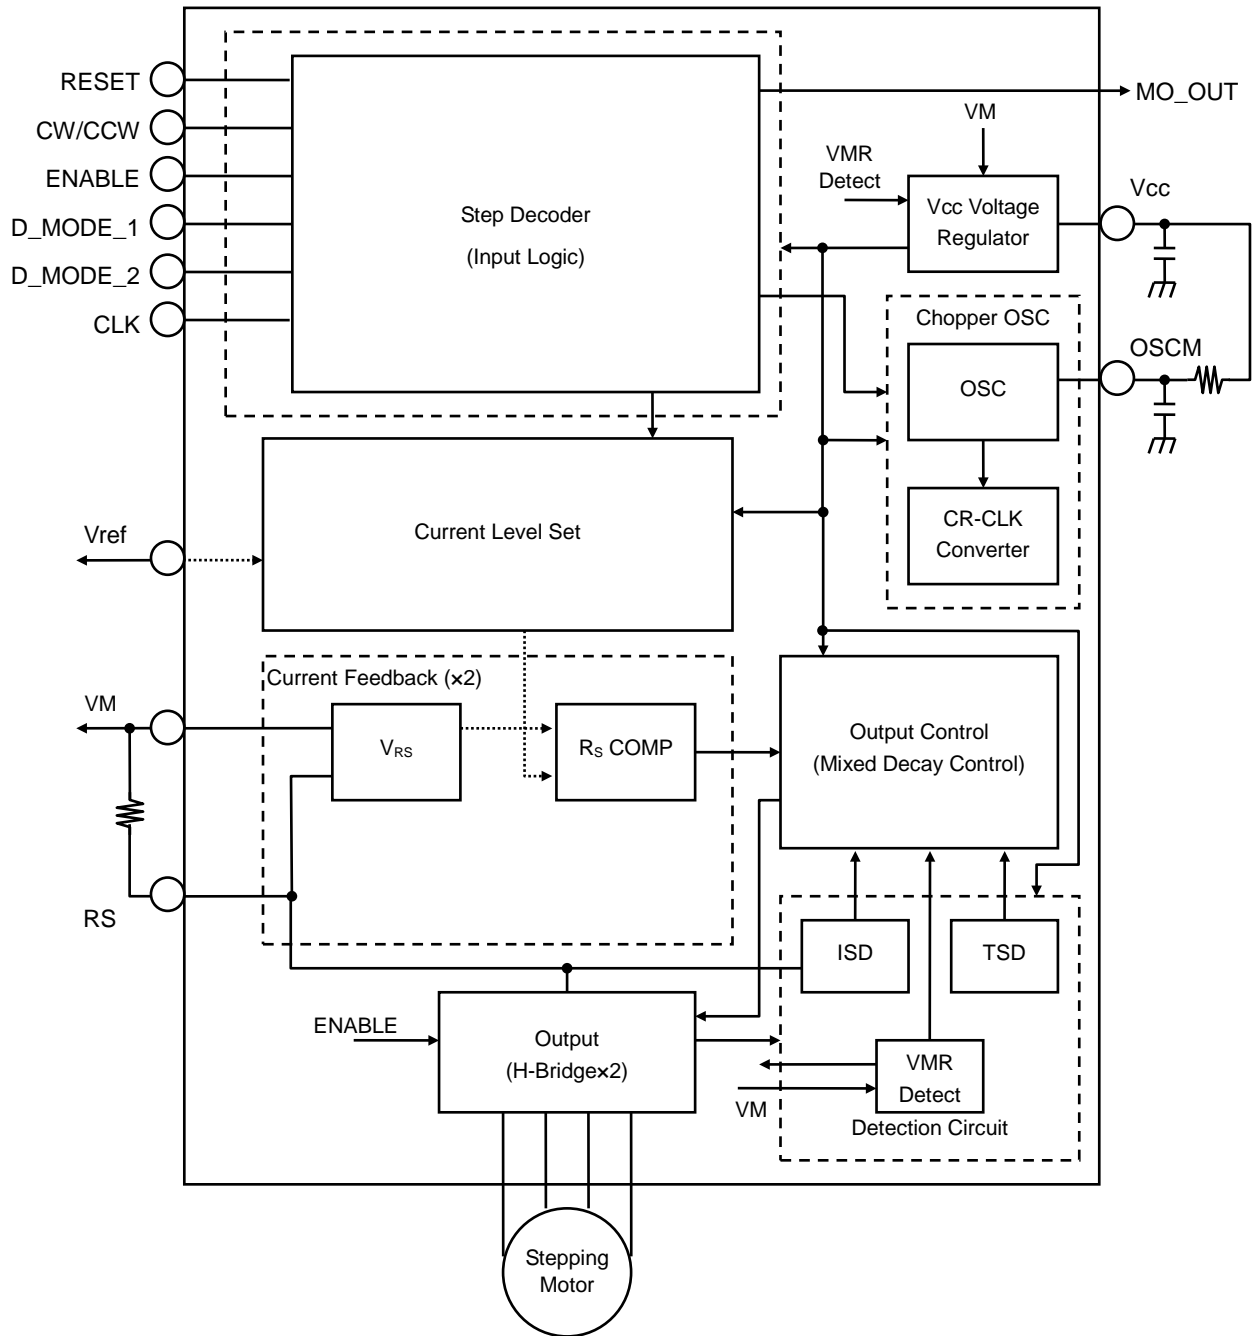 RESET
CW/CCW
ENABLE
D_MODE_1
D_MODE_2
CLK
Step Decoder
(Input Logic)
MO_OUT
VM
VMR
Detect
Vcc Voltage
Regulator
Vcc
Chopper OSC
OSC
OSCM
CR-CLK
Converter
Current Level Set
Vref
Current Feedback (×2)
VM
VRS
RS COMP
Output Control
(Mixed Decay Control)
RS
ISD
TSD
ENABLE
Output
(H-Bridge×2)
VMR
Detect
VM
Detection Circuit
Stepping
Motor